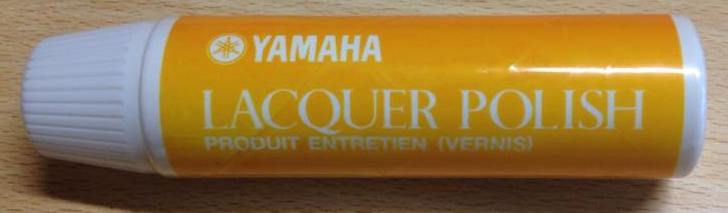 YAMAHA
LACQUER POLISH
PRODUIT ENTRETIEN (VERNIS)